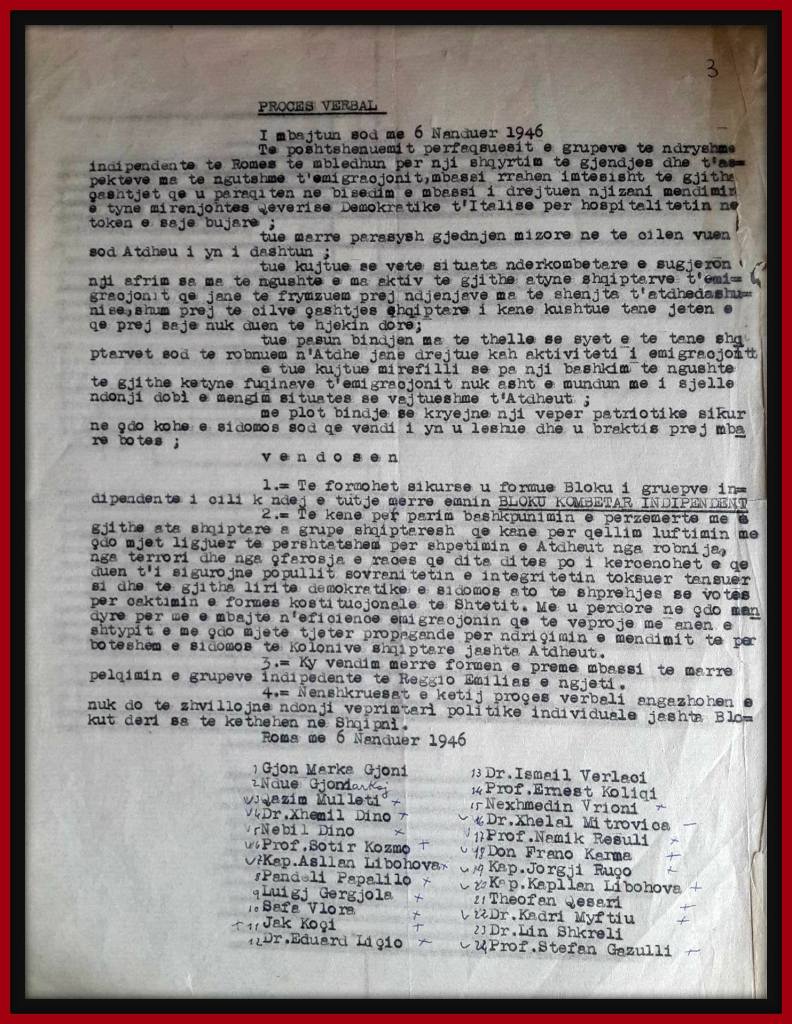 3
PROCES VERBAL
I mbajtun sod me 6 Nanduer 1946
Te poshtshenuemit perfaqsuesit e grupeve te ndryshme
indipendente te Romes te mbledhun per nji shqyrtim te gjendjes dhe t'as=
pekteve ma te ngutshme t'emigracjonit,mbassi rrahen imtesisht te gjitha
çashtjet qe u paraqiten ne bisedim e mbassi i drejtuen njizani mendimin
e tyne mirenjohtes Qeverise Demokratike t'Italise per hospitalitetin ne
token e saje bujare ;
tue marre parasysh gjednjen mizore ne te cilen vuen
sod Atdheu i yn i dashtun ;
tue kujtue se vete situata nderkombetare e sugjeron
nji afrim sa ma te ngushte e ma aktiv te gjithe atyne shqiptarve t'emi=
gracjonit qe jane te frymzuem prej ndjenjave ma te shenjta t'atdhedashu=
nise,shum prej te cilve çashtjes shqiptare i kane kushtue tane jeten e
qe prej saje nuk duen te hjekin dore;
tue pasun bindjen ma te thelle se syet e te tane shq
ptarvet sod te robnuem n'Atdhe jane drejtue kah aktiviteti i emigracjonit
e tue kujtue mirefilli se pa nji bashkim te ngushte
te gjithe ketyne fuqinave t'emigracjonit nuk asht e mundun me i sjelle
ndonji dobi e mengim situates se vajtueshme t'Atdheut ;
me plot bindje se kryejne nji veper patriotike sikur
ne çdo kohe e sidomos sod qe vendi i yn u leshue dhe u braktis prej mba
re botes ;
v e n d o s e n
1.= Te formohet sikurse u formue Bloku i gruepve in=
dipendente i cili k ndej e tutje merre emnin BLOKU KOMBETAR INDIPENDENT
2.= Te kene per parim bashkpunimin e perzemerte me e
gjithe ata shqiptare a grupe shqiptaresh qe kane per qellim luftimin me
çdo mjet ligjuer te pershtatshem per shpetimin e Atdheut nga robnija,
nga terrori dhe nga çfarosja e races qe dita dites po i kercenohet e qe
duen t'i sigurojne popullit sovranitetin e integritetin toksuer tansuer
si dhe te gjitha lirite demokratike e sidomos ato te shprehjes se votes
per caktimin e formes kostitucjonale te Shtetit. Me u perdore ne çdo man
dyre per me e mbajte n'eficience emigracjonin qe te veproje me anen e
shtypit e me çdo mjete tjeter propagande per ndriçimin e mendimit te per
boteshem e sidomos te Kolonive shqiptare jashta Atdheut.
3.= Ky vendim merre formen e preme mbassi te marre
pelqimin e grupeve indipedente te Reggio Emilias e ngjeti.
4.= Nenshkruesat e ketij proçes verbali angazhohen e
nuk do te zhvillojne ndonji veprimtari politike individuale jashta Blo=
kut deri sa te kethehen ne Shqipni.
Roma me 6 Nanduer 1946
1 Gjon Marka Gjoni
2 Ndue Gjoni
3 Qazim Mulleti +
4 Dr.Xhemil Dino +
5 Nebil Dino ×
6 Prof.Sotir Kozmo +
7 Kap.Asllan Libohova +
8 Pandeli Papalilo +
9 Luigj Gergjola +
10 Safa Vlora ×
+ 11 Jak Koçi +
12 Dr.Eduard Liçio +
13 Dr.Ismail Verlaci
14 Prof.Ernest Koliqi
15 Nexhmedin Vrioni +
16 Dr.Xhelal Mitrovica -
17 Prof.Namik Resuli +
18 Don Frano Karma +
19 Kap.Jorgji Ruço ×
20 Kap.Kapllan Libohova +
21 Theofan Qesari +
22 Dr.Kadri Myftiu +
23 Dr.Lin Shkreli
24 Prof.Stefan Gazulli +